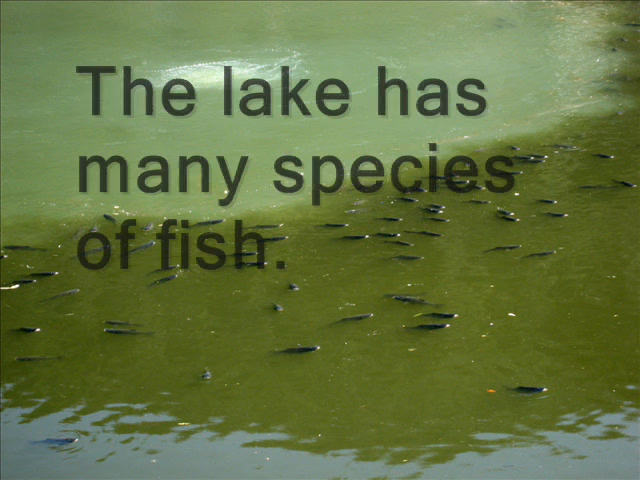 The lake has
many species
of fish.